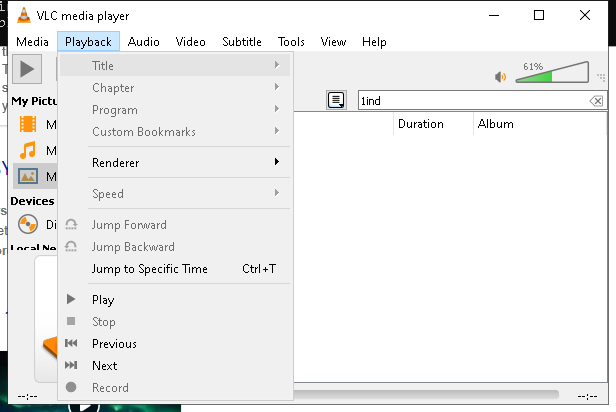 VLC media player
Media Playback Audio Video Subtitle Tools View Help
61%
Title
Chapter
Program
Custom Bookmarks
Renderer
Speed
Jump Forward
Jump Backward
Jump to Specific Time Ctrl+T
Play
Stop
Previous
Next
Record
My Pictu
M
M
M
Devices
Di
Local Ne
1ind
Duration Album
--:-- --:--